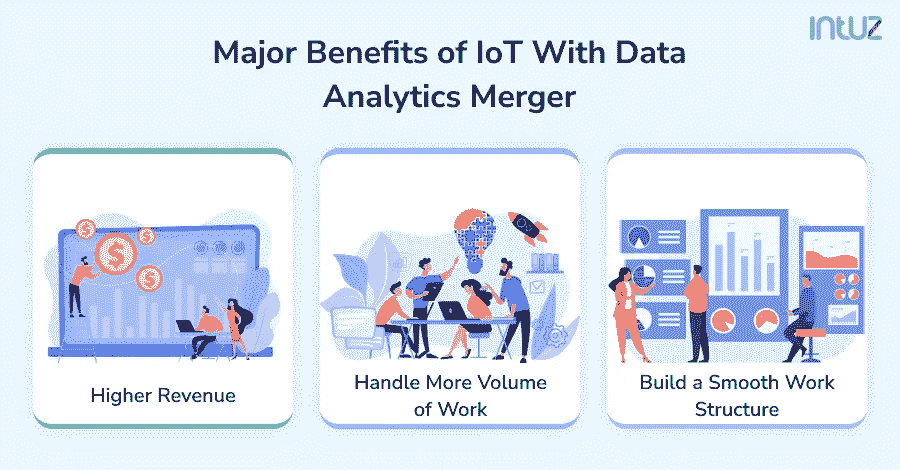 INTUZ
Major Benefits of IoT With Data
Analytics Merger
Higher Revenue
Handle More Volume
of Work
Build a Smooth Work
Structure